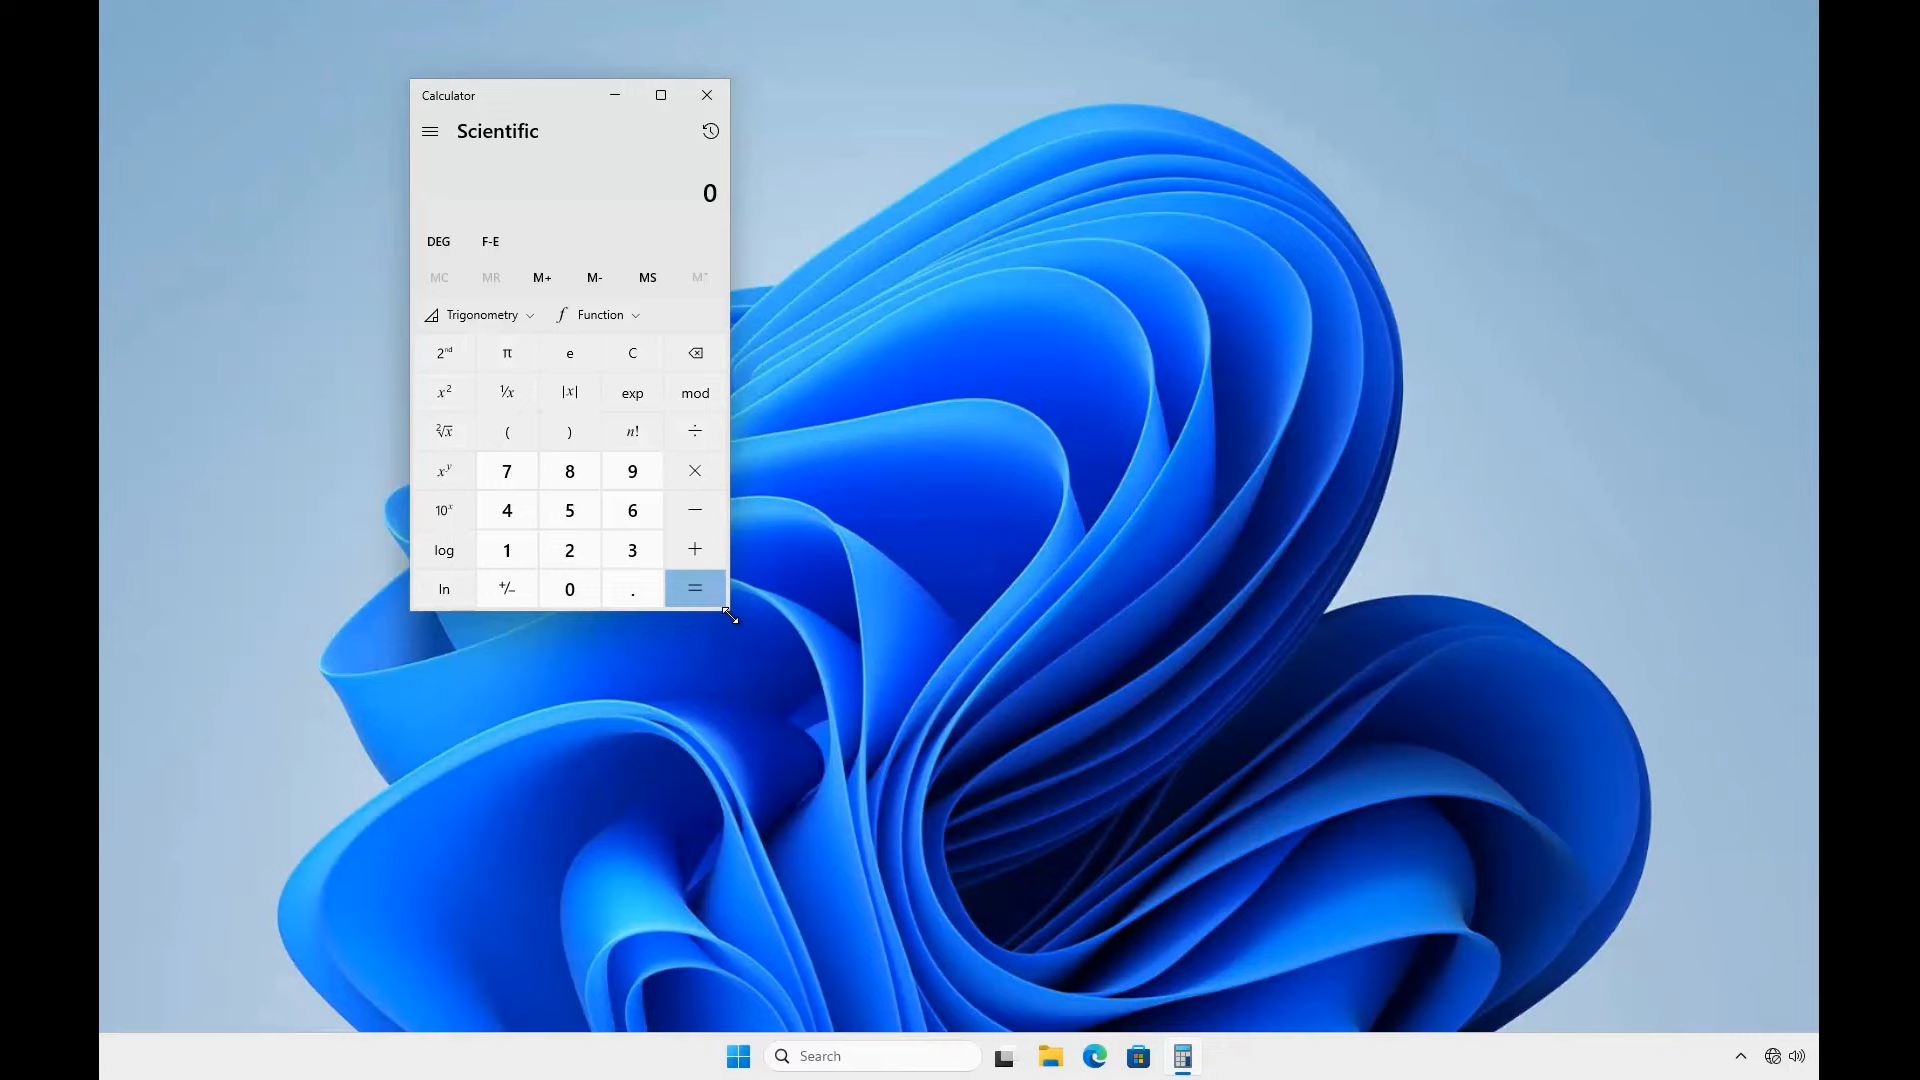 Calculator
Scientific
0
DEG F-E
MC MR M+ M- MS M˅
Trigonometry f Function
2ⁿᵈ π e C
x² ¹/x |x| exp mod
²√x ( ) n! ÷
xʸ 7 8 9 ×
10ˣ 4 5 6 −
log 1 2 3 +
ln +/− 0 . =
Search